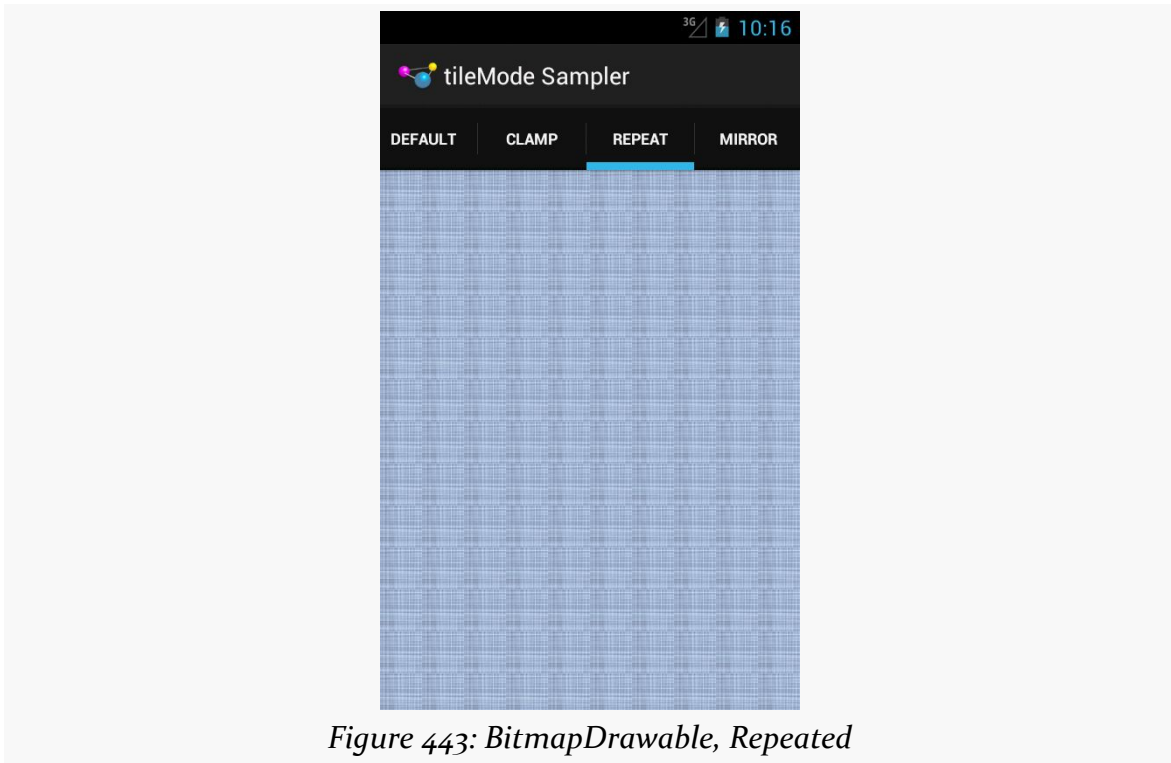 3G 10:16
tileMode Sampler
DEFAULT CLAMP REPEAT MIRROR
Figure 443: BitmapDrawable, Repeated